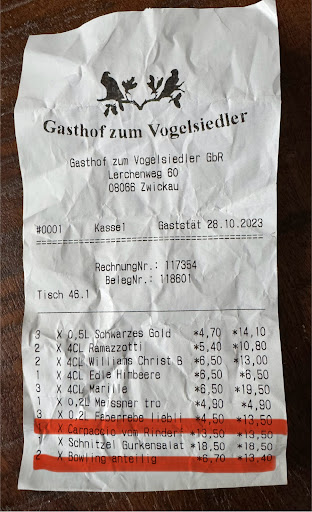 Gasthof zum Vogelsiedler
Gasthof zum Vogelsiedler GbR
Lerchenweg 60
08066 Zwickau
#0001 Kasse1 Gaststät 28.10.2023
RechnungNr.: 117354
BelegNr.: 118601
Tisch 46.1
3 X 0,5L Schwarzes Gold *4,70 *14,10
2 X 4CL Ramazzotti *5,40 *10,80
2 X 4CL Williams Christ B *6,50 *13,00
1 X 4CL Edle Himbeere *6,50 *6,50
3 X 4CL Marille *6,50 *19,50
1 X 0,2L Meissner tro *4,90 *4,90
3 X 0,2L Faberrebe liebli *4,50 *13,50
1 X Carpaccio vom Rinderf *13,50 *13,50
1 X Schnitzel Gurkensalat *18,50 *18,50
2 X Bowling anteilig *6,70 *13,40